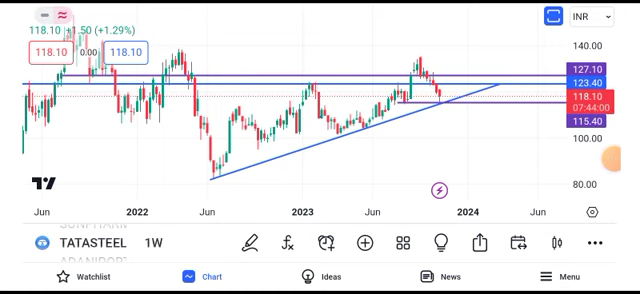 INR
118.10 +1.50 (+1.29%)
118.10 0.00 118.10
140.00
127.10
123.40
118.10
07:44:00
115.40
100.00
80.00
Jun 2022 Jun 2023 Jun 2024 Jun
TATASTEEL 1W
Watchlist Chart Ideas News Menu